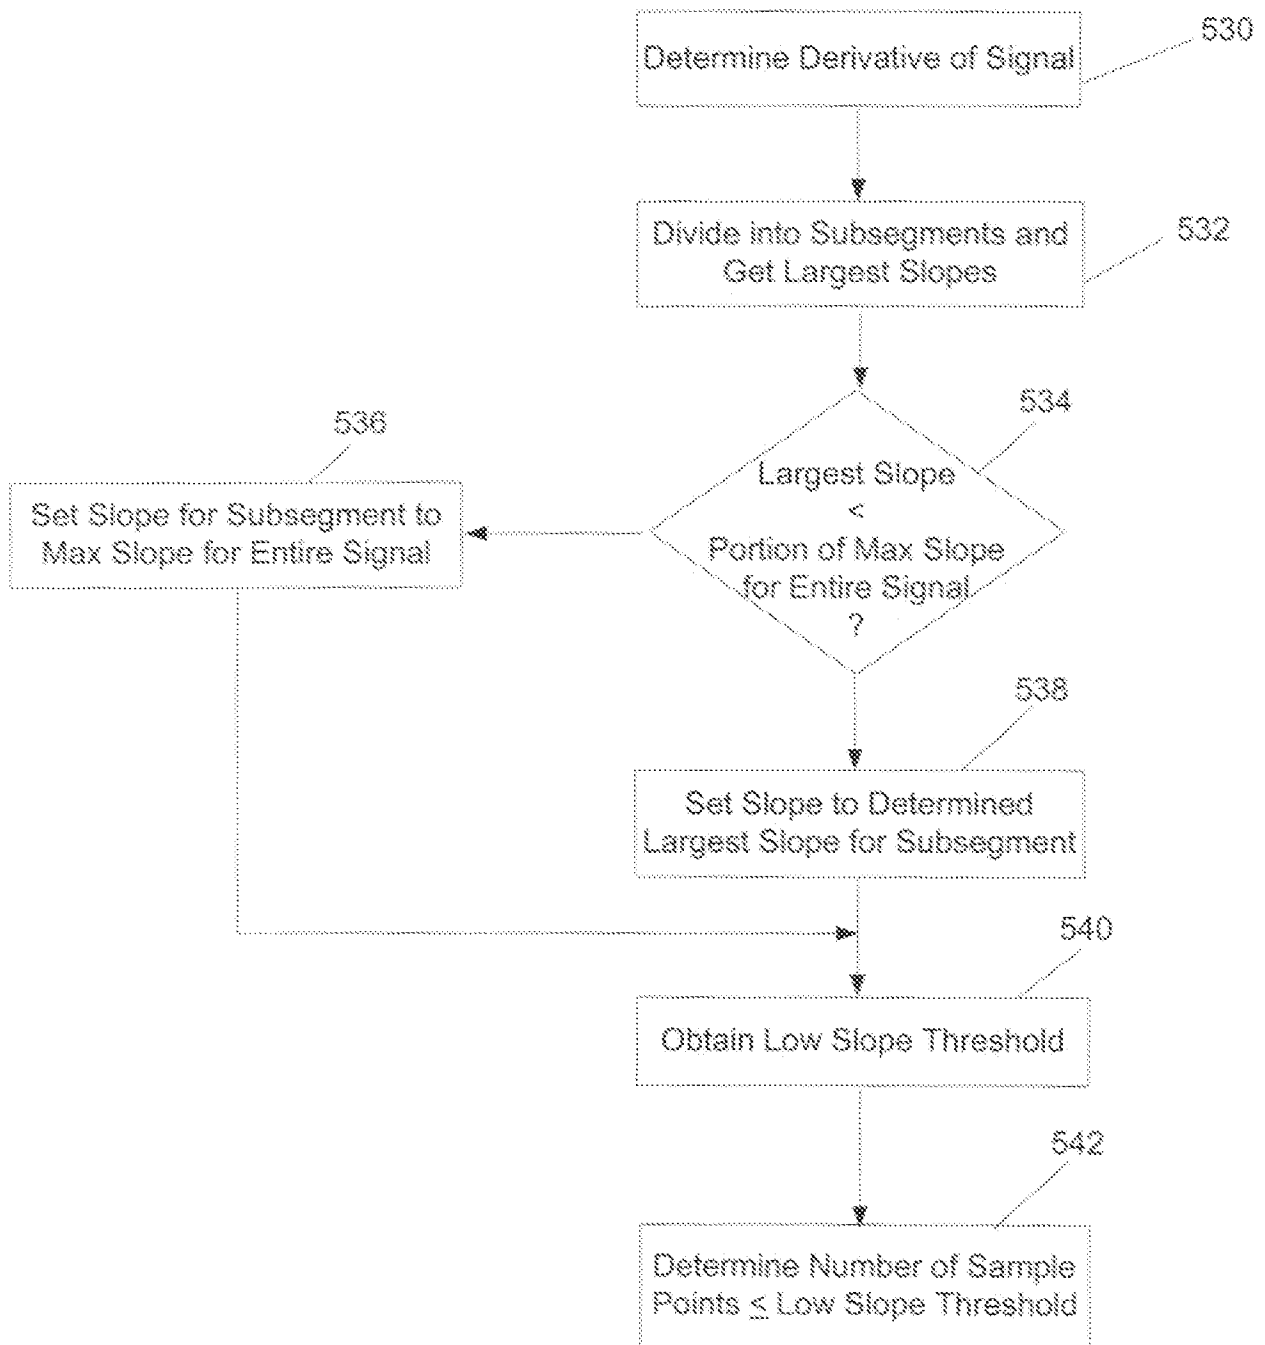 530
Determine Derivative of Signal
532
Divide into Subsegments and
Get Largest Slopes
534
Largest Slope
<
Portion of Max Slope
for Entire Signal
?
536
Set Slope for Subsegment to
Max Slope for Entire Signal
538
Set Slope to Determined
Largest Slope for Subsegment
540
Obtain Low Slope Threshold
542
Determine Number of Sample
Points ≤ Low Slope Threshold